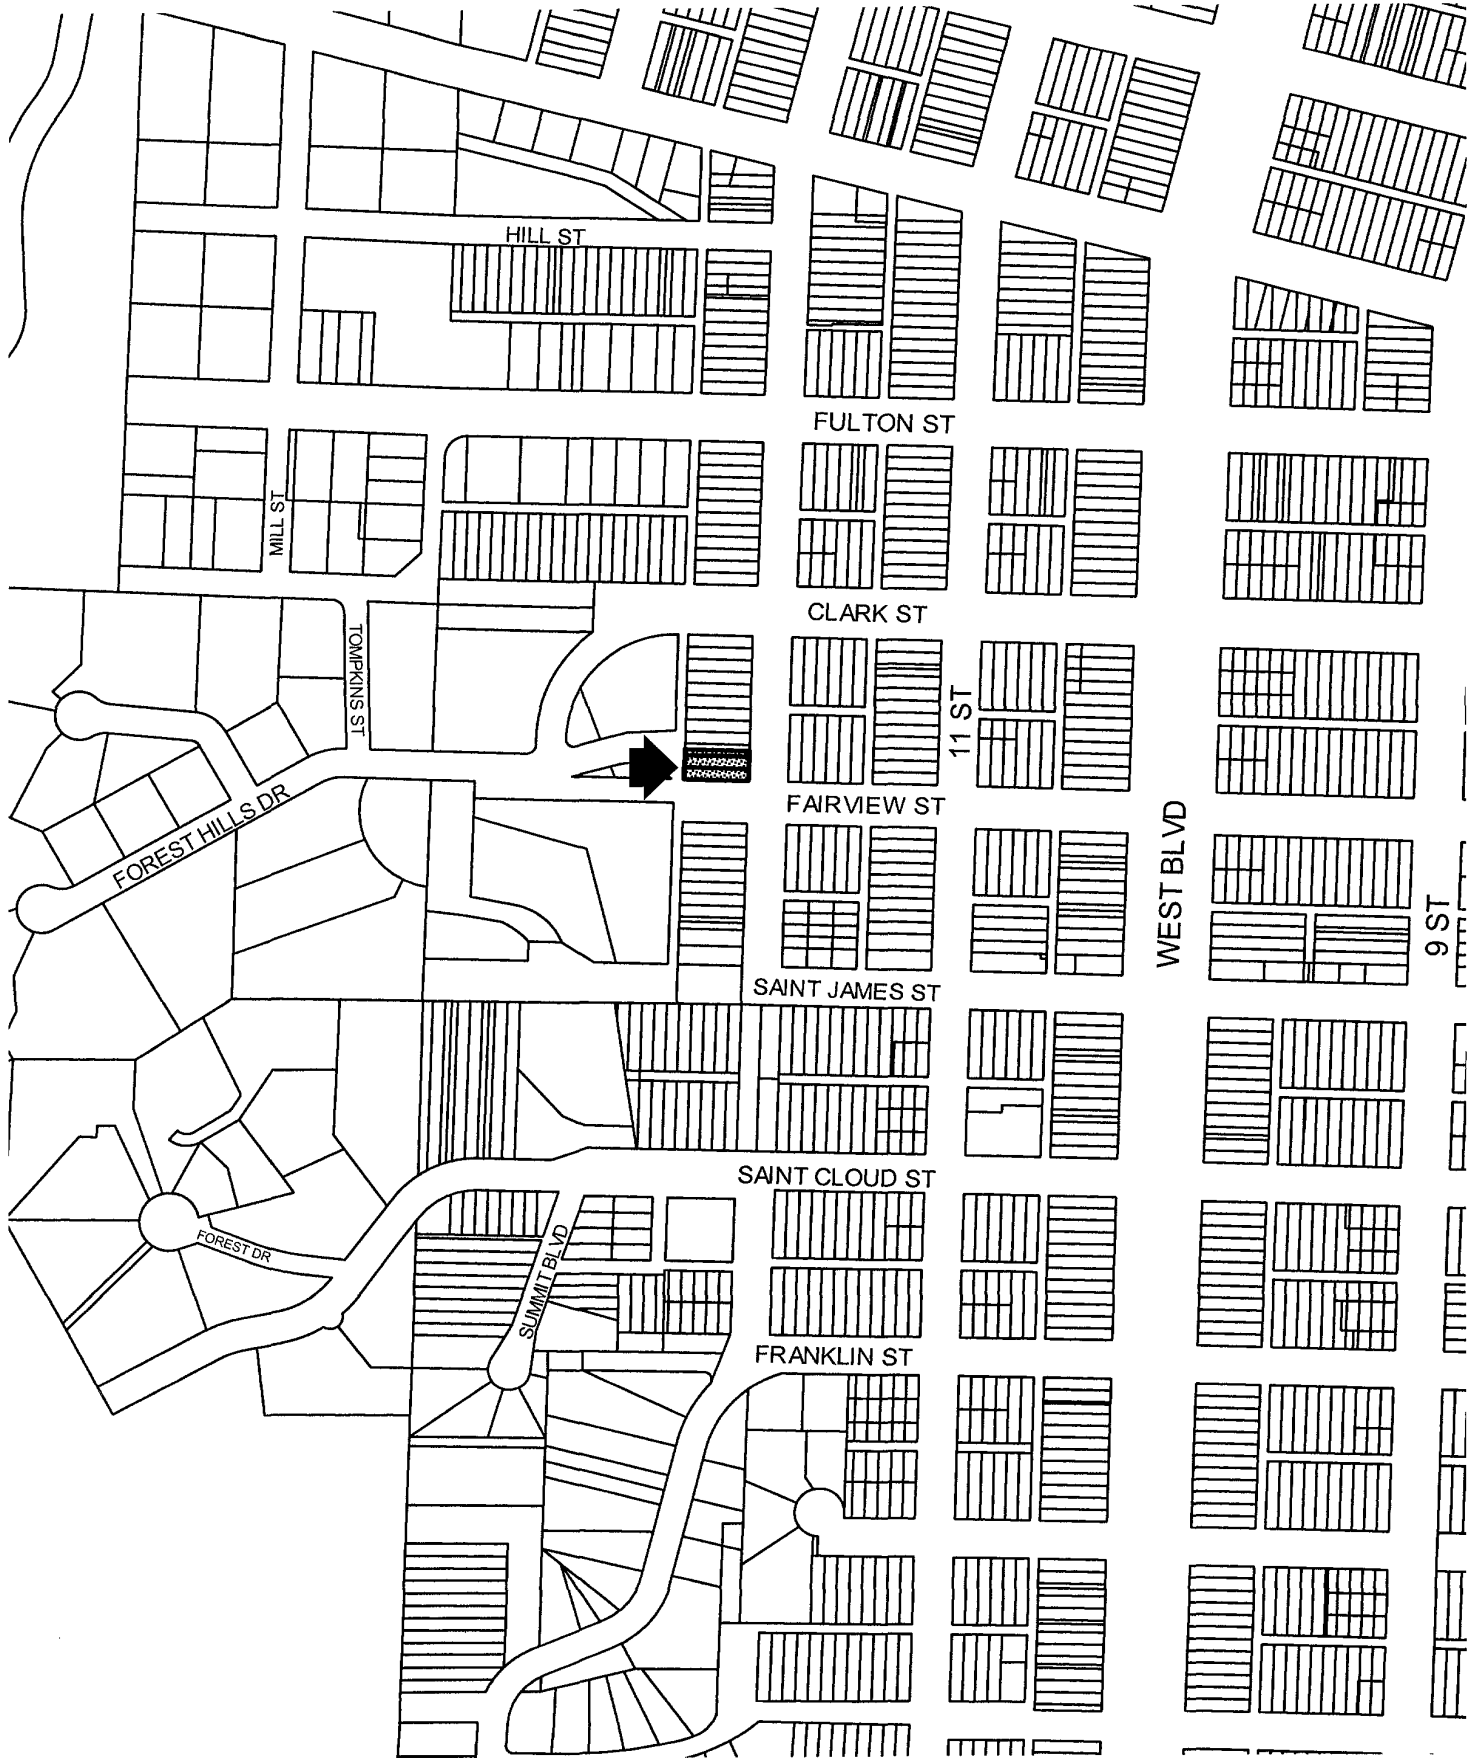 HILL ST
FULTON ST
MILL ST
CLARK ST
TOMPKINS ST
11 ST
FAIRVIEW ST
FOREST HILLS DR
WEST BLVD
9 ST
SAINT JAMES ST
SAINT CLOUD ST
FOREST DR
SUMMIT BLVD
FRANKLIN ST